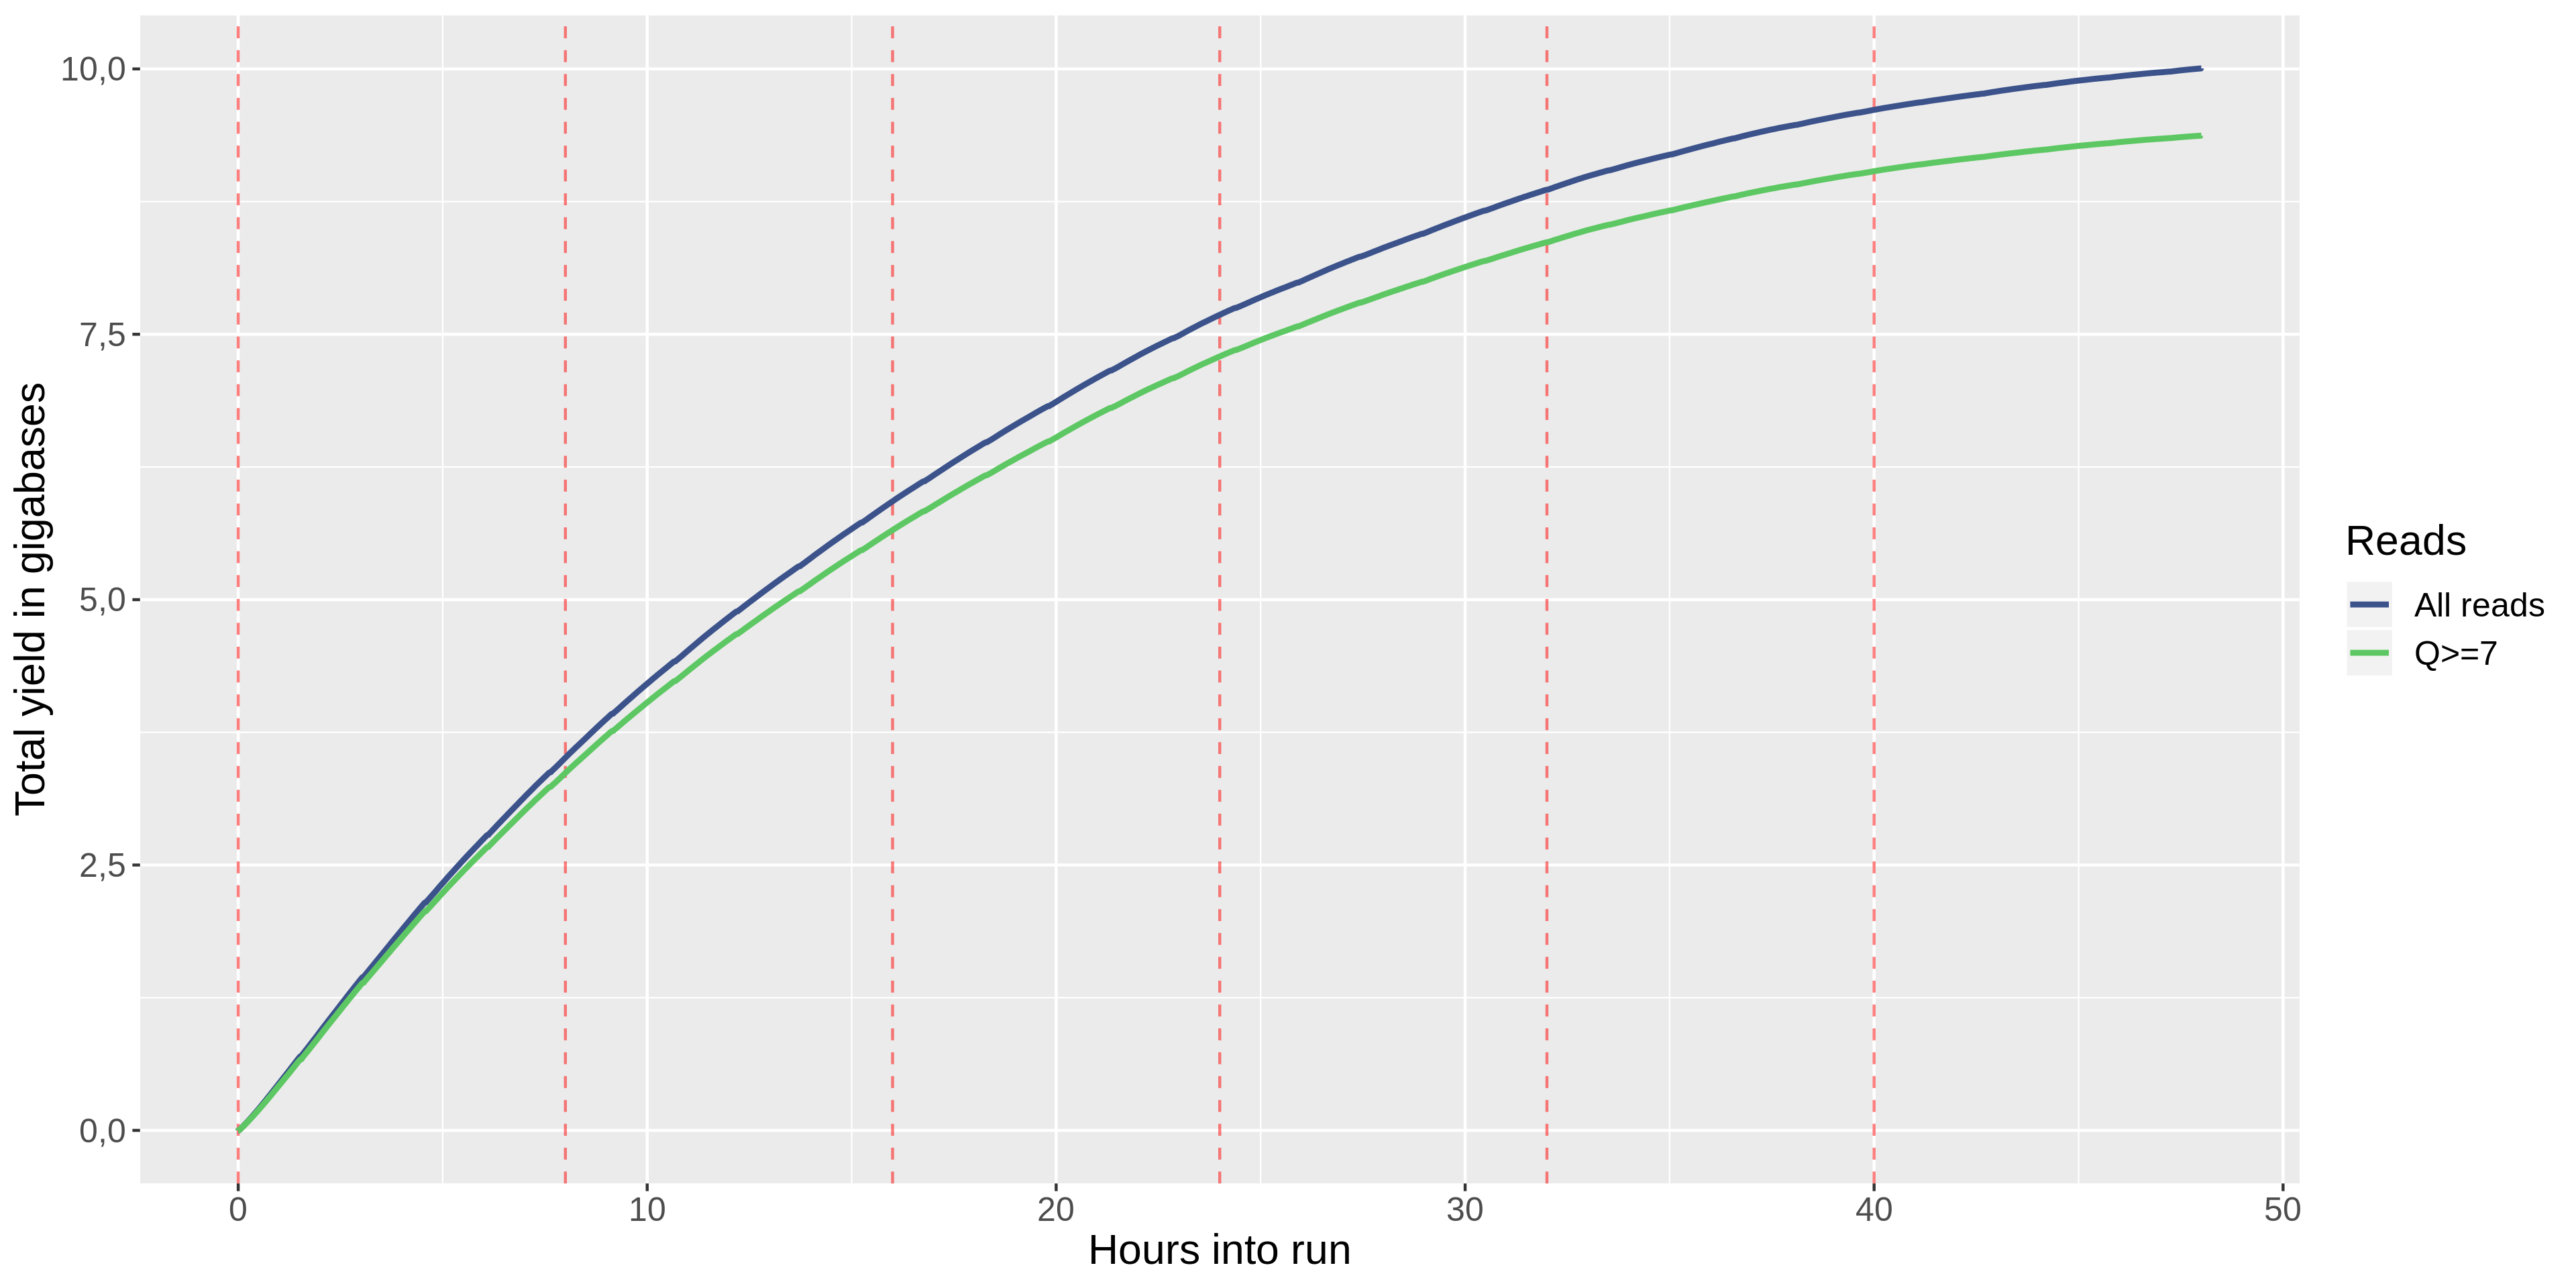 Total yield in gigabases
10,0
7,5
5,0
2,5
0,0
0 10 20 30 40 50
Hours into run
Reads
All reads
Q>=7